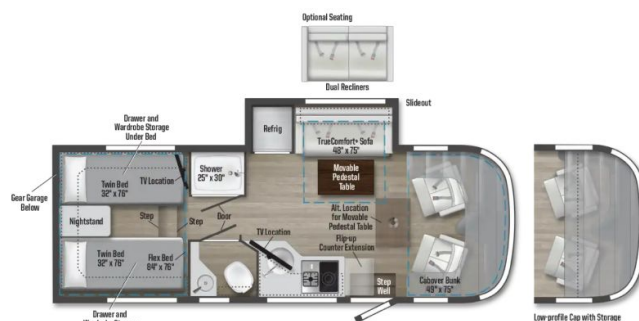 Optional Seating
Dual Recliners
Slideout
Drawer and
Wardrobe Storage
Under Bed
Refrig
TrueComfort+ Sofa
48" x 75"
Shower
25" x 30"
Twin Bed
32" x 76"
TV Location
Movable
Pedestal
Table
Gear Garage
Below
Nightstand
Step
Step
Door
Alt. Location
for Movable
Pedestal Table
TV Location
Flip-up
Counter Extension
Twin Bed
32" x 76"
Flex Bed
84" x 76"
Step
Well
Cabover Bunk
49" x 75"
Drawer and
Low-profile Cap with Storage